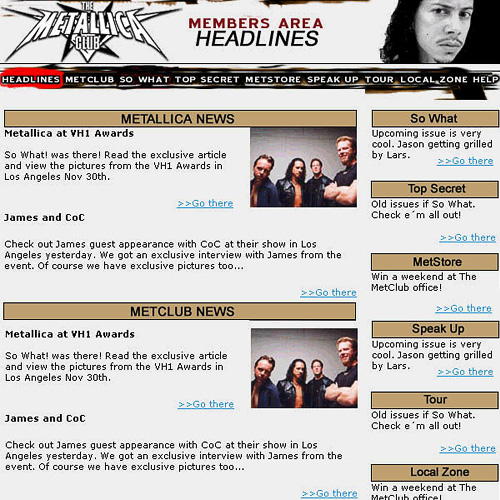 THE
METALLICA
CLUB
MEMBERS AREA
HEADLINES
HEADLINES METCLUB SO WHAT TOP SECRET METSTORE SPEAK UP TOUR LOCAL ZONE HELP
METALLICA NEWS
Metallica at VH1 Awards
So What! was there! Read the exclusive article
and view the pictures from the VH1 Awards in
Los Angeles Nov 30th.
>>Go there
James and CoC
Check out James guest appearance with CoC at their show in Los
Angeles yesterday. We got an exclusive interview with James from the
event. Of course we have exclusive pictures too...
>>Go there
METCLUB NEWS
Metallica at VH1 Awards
So What! was there! Read the exclusive article
and view the pictures from the VH1 Awards in
Los Angeles Nov 30th.
>>Go there
James and CoC
Check out James guest appearance with CoC at their show in Los
Angeles yesterday. We got an exclusive interview with James from the
event. Of course we have exclusive pictures too...
>>Go there
So What
Upcoming issue is very
cool. Jason getting grilled
by Lars.
>>Go there
Top Secret
Old issues if So What.
Check e´m all out!
>>Go there
MetStore
Win a weekend at The
MetClub office!
>>Go there
Speak Up
Upcoming issue is very
cool. Jason getting grilled
by Lars.
>>Go there
Tour
Old issues if So What.
Check e´m all out!
>>Go there
Local Zone
Win a weekend at The
MetClub office!